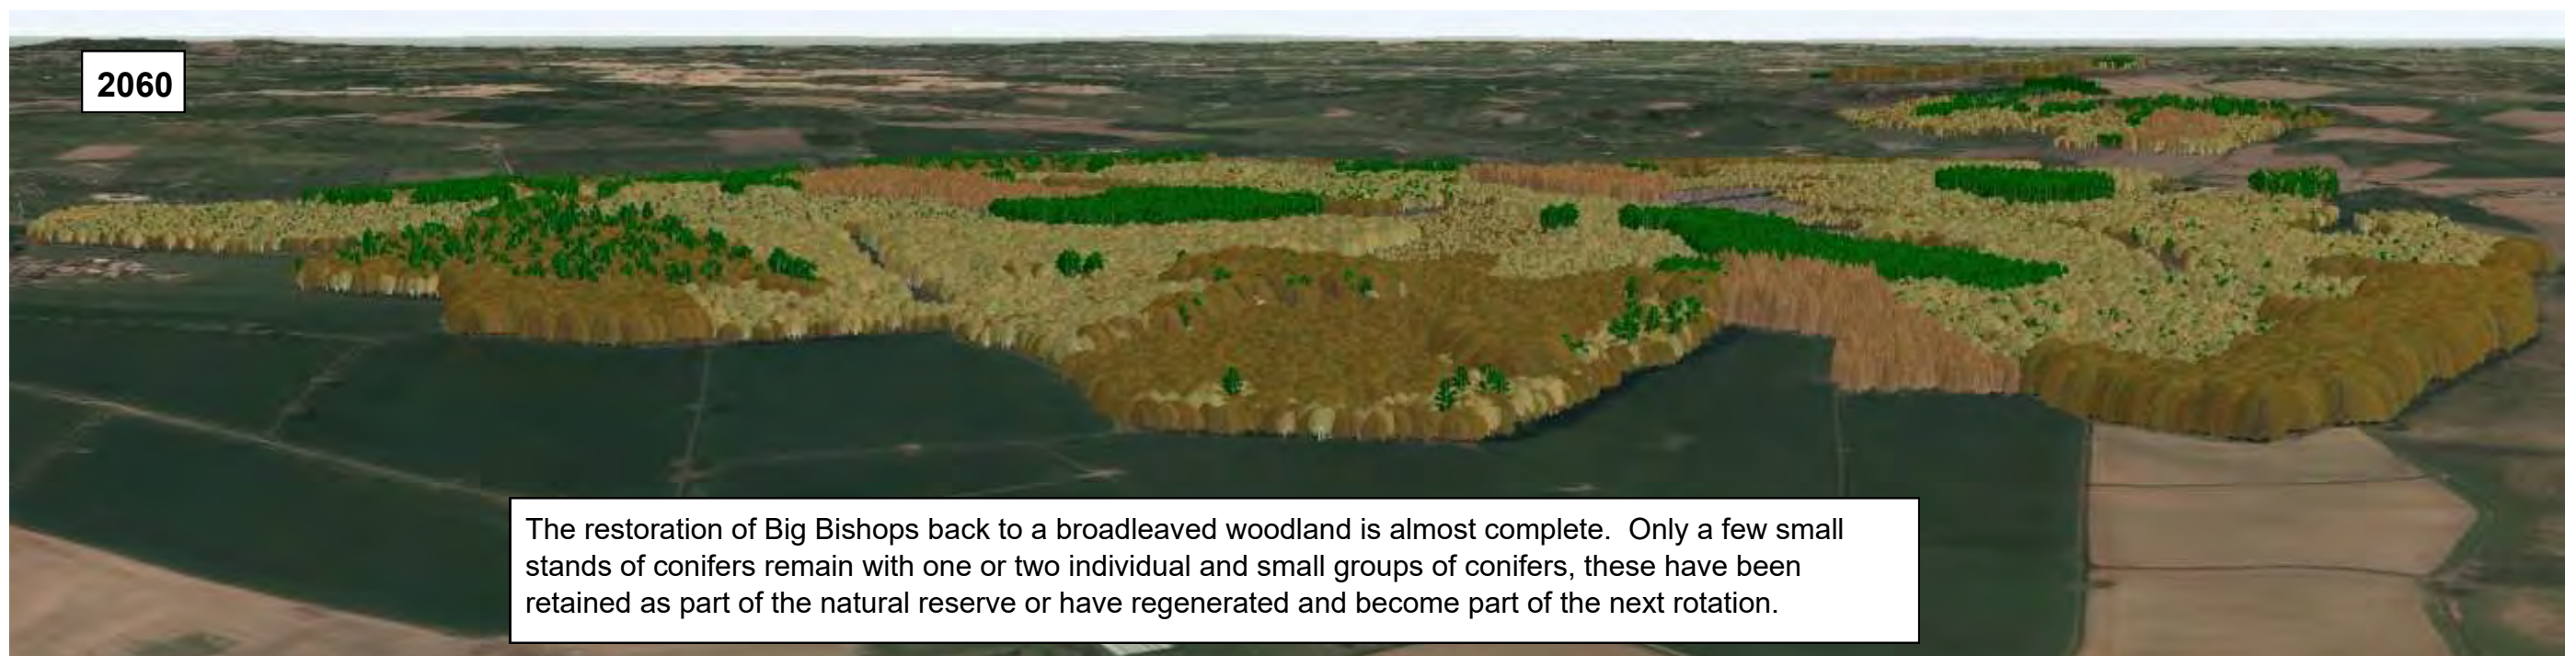 2060
The restoration of Big Bishops back to a broadleaved woodland is almost complete.  Only a few small
stands of conifers remain with one or two individual and small groups of conifers, these have been
retained as part of the natural reserve or have regenerated and become part of the next rotation.